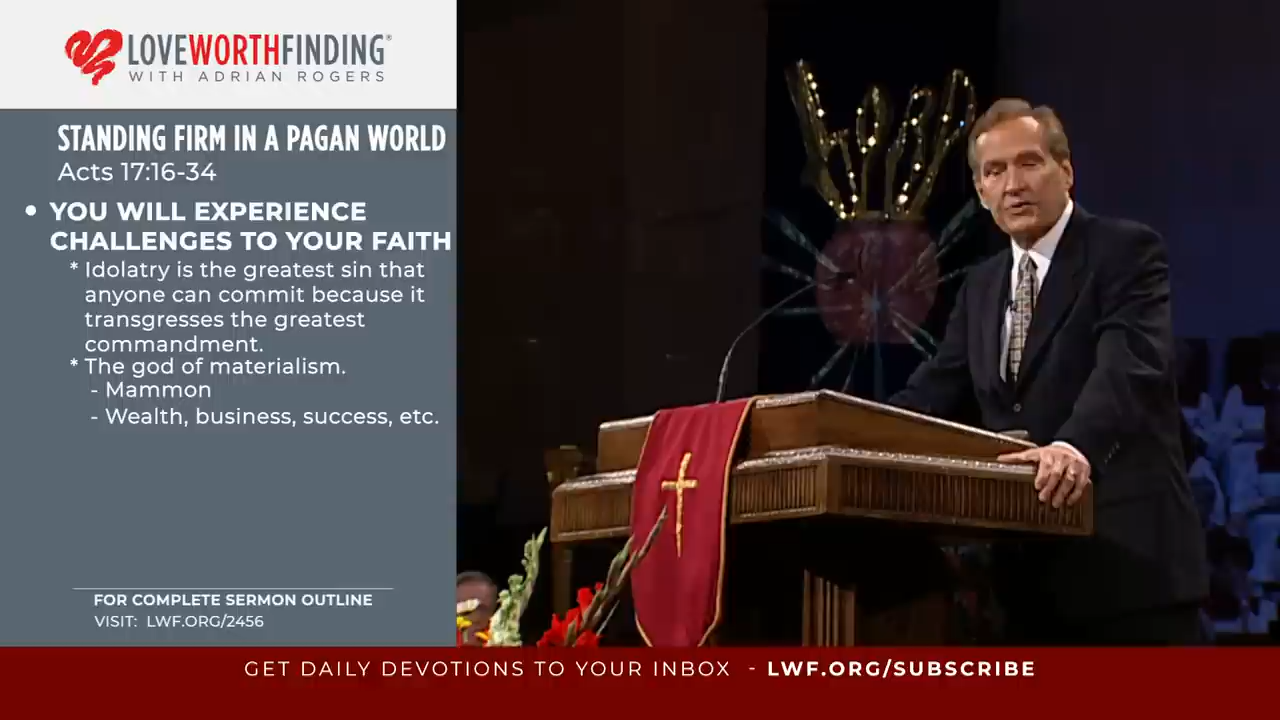 LOVEWORTHFINDING®
WITH ADRIAN ROGERS
STANDING FIRM IN A PAGAN WORLD
Acts 17:16-34
• YOU WILL EXPERIENCE
CHALLENGES TO YOUR FAITH
* Idolatry is the greatest sin that
anyone can commit because it
transgresses the greatest
commandment.
* The god of materialism.
- Mammon
- Wealth, business, success, etc.
FOR COMPLETE SERMON OUTLINE
VISIT: LWF.ORG/2456
GET DAILY DEVOTIONS TO YOUR INBOX - LWF.ORG/SUBSCRIBE